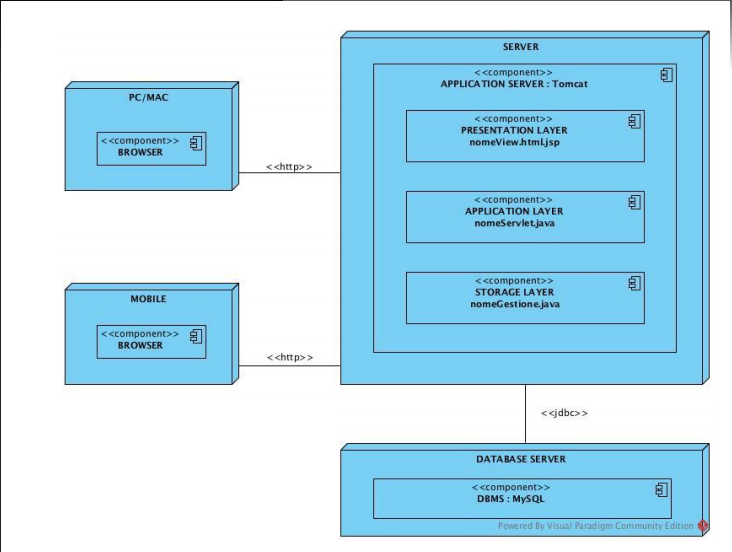 SERVER
<<component>>
APPLICATION SERVER : Tomcat
<<component>>
PRESENTATION LAYER
nomeView.html.jsp
<<component>>
APPLICATION LAYER
nomeServlet.java
<<component>>
STORAGE LAYER
nomeGestione.java
PC/MAC
<<component>>
BROWSER
<<http>>
MOBILE
<<component>>
BROWSER
<<http>>
<<jdbc>>
DATABASE SERVER
<<component>>
DBMS : MySQL
Powered By Visual Paradigm Community Edition